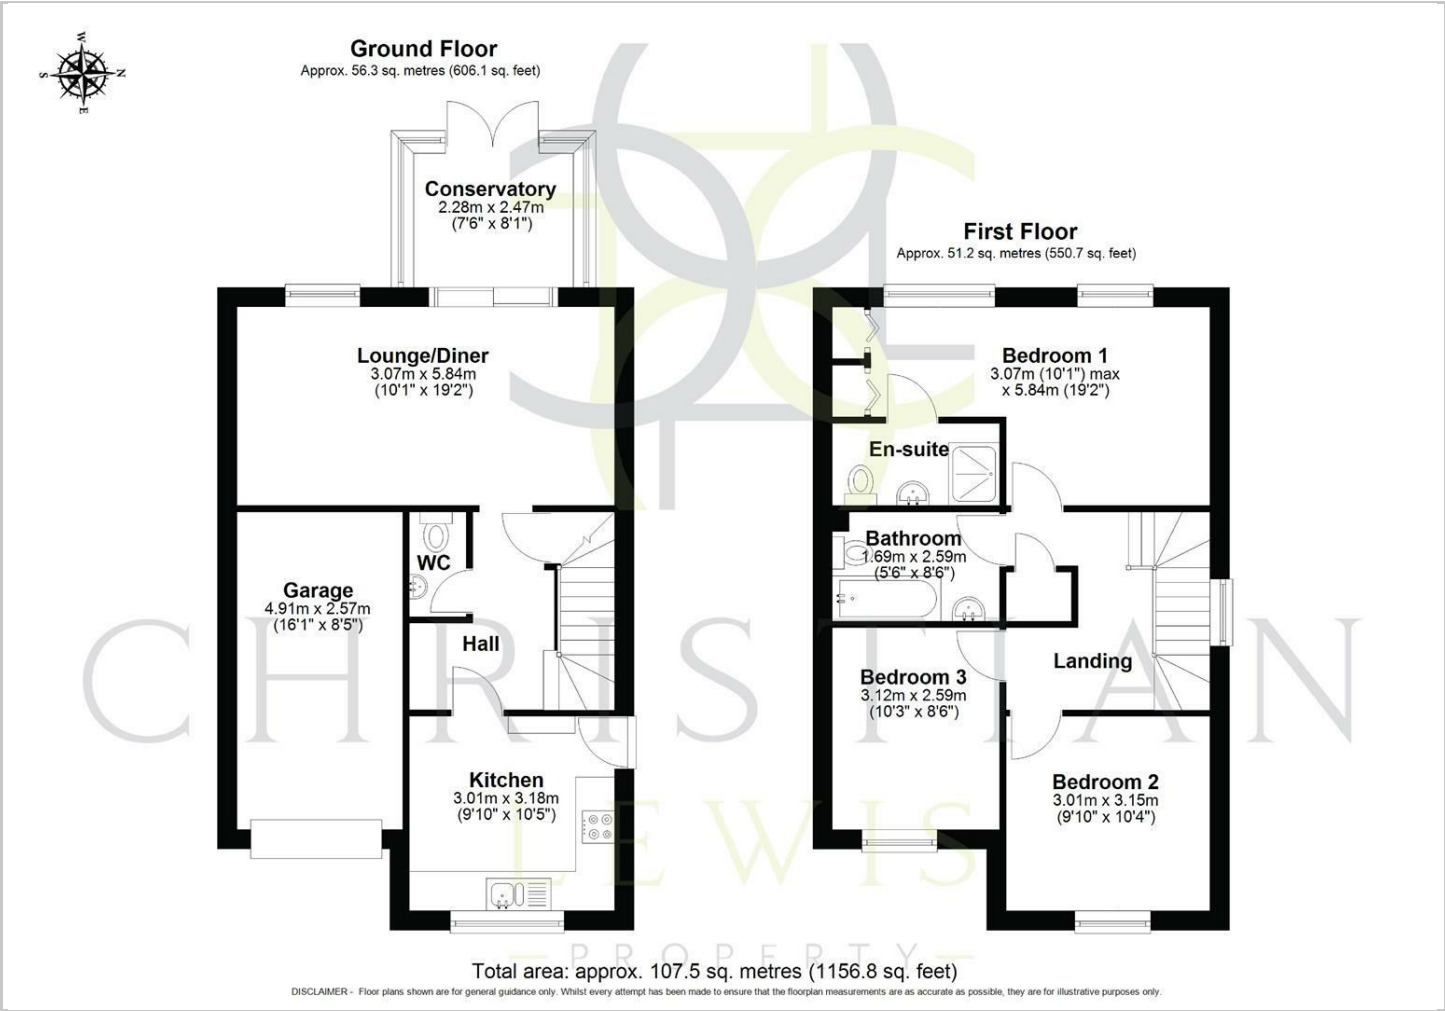 W
S N
E
Ground Floor
Approx. 56.3 sq. metres (606.1 sq. feet)
Conservatory
2.28m x 2.47m
(7'6" x 8'1")
Lounge/Diner
3.07m x 5.84m
(10'1" x 19'2")
WC
Garage
4.91m x 2.57m
(16'1" x 8'5")
Hall
Kitchen
3.01m x 3.18m
(9'10" x 10'5")
First Floor
Approx. 51.2 sq. metres (550.7 sq. feet)
Bedroom 1
3.07m (10'1") max
x 5.84m (19'2")
En-suite
Bathroom
1.69m x 2.59m
(5'6" x 8'6")
Landing
Bedroom 3
3.12m x 2.59m
(10'3" x 8'6")
Bedroom 2
3.01m x 3.15m
(9'10" x 10'4")
CHRISTIAN
LEWIS
PROPERTY
Total area: approx. 107.5 sq. metres (1156.8 sq. feet)
DISCLAIMER - Floor plans shown are for general guidance only. Whilst every attempt has been made to ensure that the floorplan measurements are as accurate as possible, they are for illustrative purposes only.